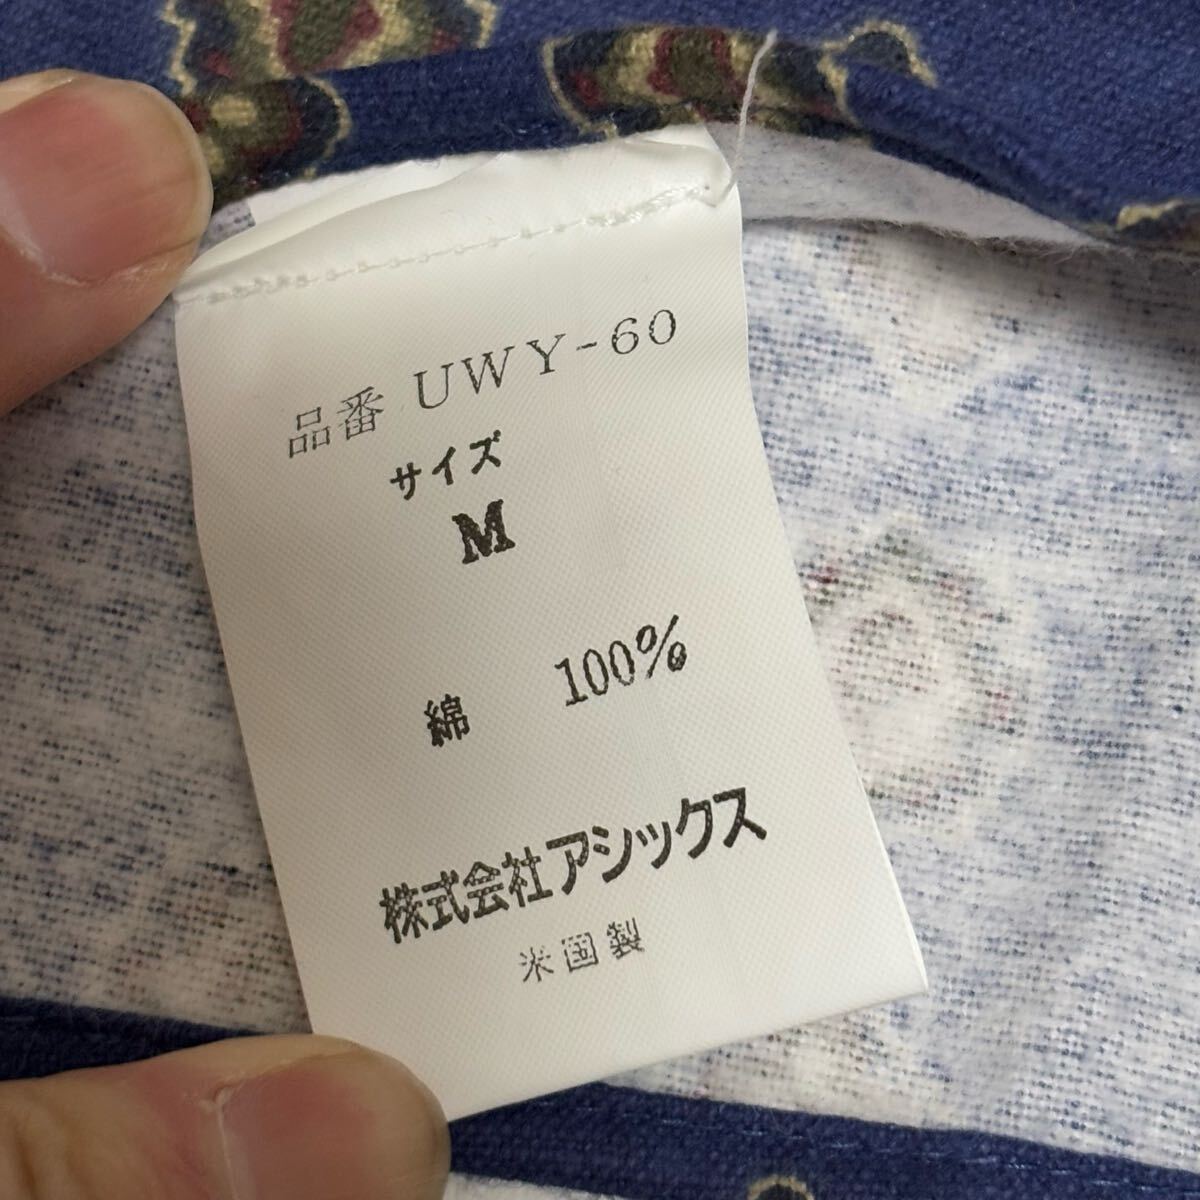 品番 UWY-60
サイズ
M
綿 100%
株式会社アシックス
米国製